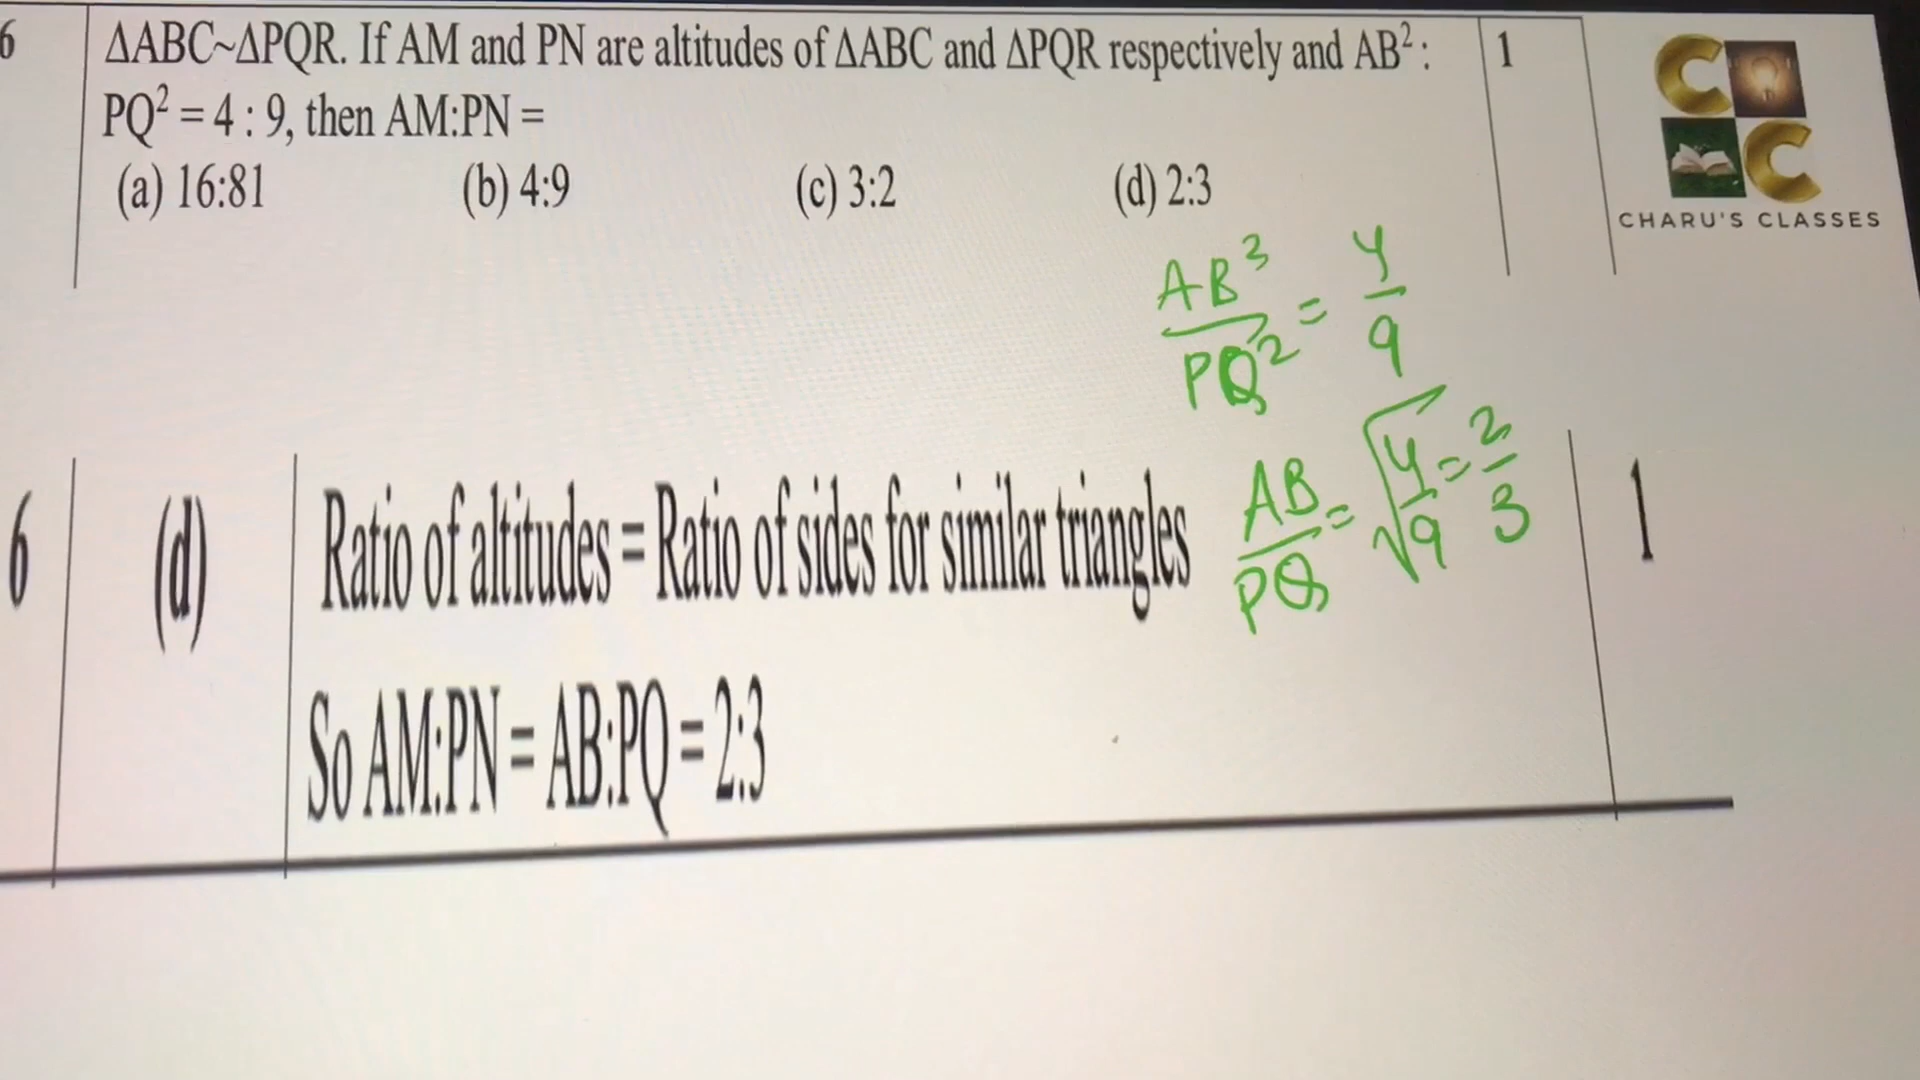 6 ΔABC~ΔPQR. If AM and PN are altitudes of ΔABC and ΔPQR respectively and AB²: 1
PQ² = 4 : 9, then AM:PN =
(a) 16:81 (b) 4:9 (c) 3:2 (d) 2:3
CHARU'S CLASSES
AB³/PQ² = 4/9
6 (d) Ratio of altitudes = Ratio of sides for similar triangles 1
AB/PQ = √4/√9 = 2/3
So AM:PN = AB:PQ = 2:3